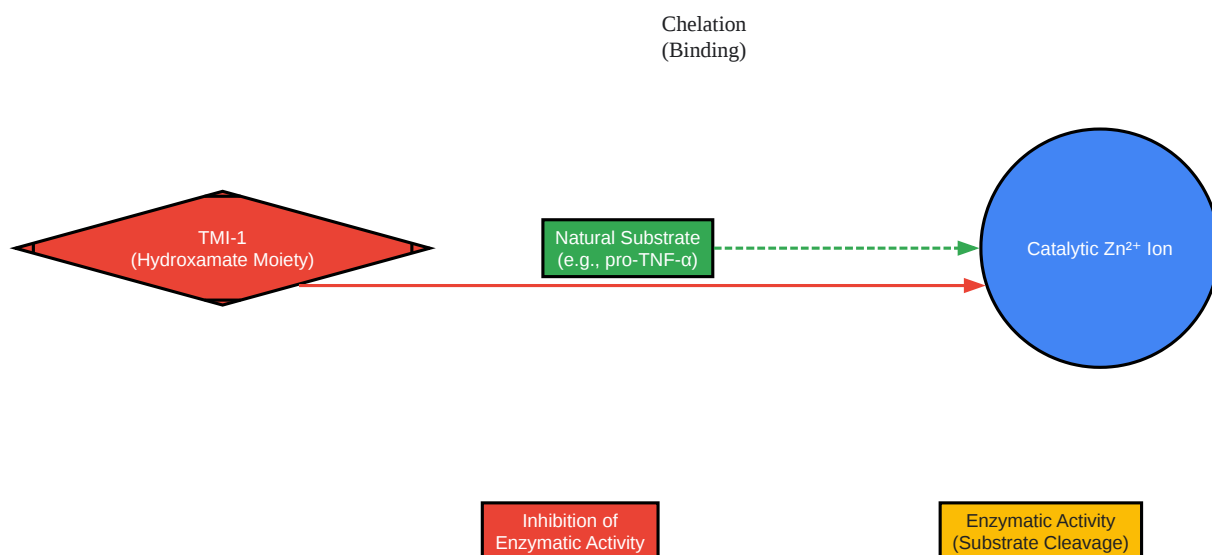 Chelation
(Binding)
TMI-1
(Hydroxamate Moiety)
Natural Substrate
(e.g., pro-TNF-α)
Catalytic Zn²⁺ Ion
Inhibition of
Enzymatic Activity
Enzymatic Activity
(Substrate Cleavage)